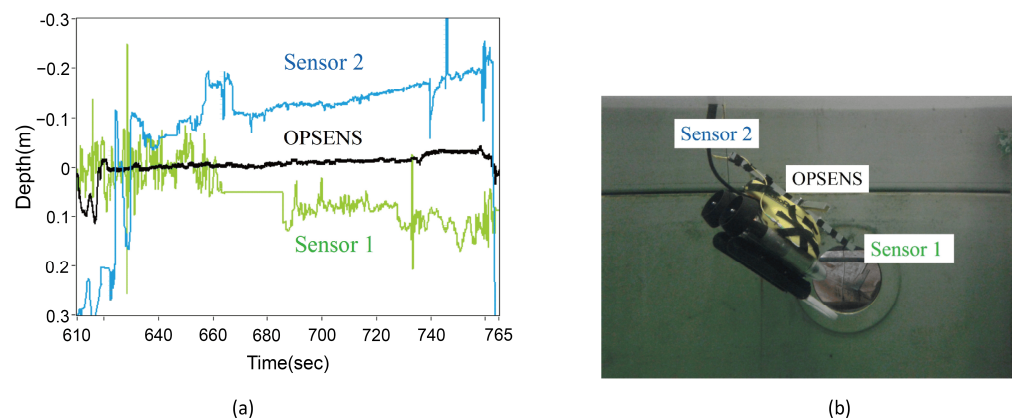 -0.3
-0.2
-0.1
0
0.1
0.2
0.3
Depth(m)
Sensor 2
OPSENS
Sensor 1
610 640 660 680 700 720 740 765
Time(sec)
(a)
Sensor 2
OPSENS
Sensor 1
(b)